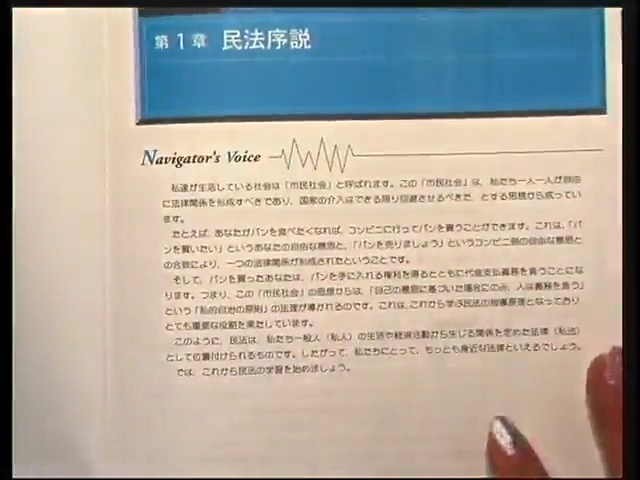 第1章 民法序説
Navigator's Voice
私達が生活している社会は「市民社会」と呼ばれます。この「市民社会」は、私たち一人一人が自由
に法律関係を形成すべきであり、国家の介入はできる限り回避させるべきだ、とする思想から成ってい
ます。
たとえば、あなたがパンを食べたくなれば、コンビニに行ってパンを買うことができます。これは、「パ
ンを買いたい」というあなたの自由な意思と、「パンを売りましょう」というコンビニ側の自由な意思と
の合致により、一つの法律関係が形成されたということです。
そして、パンを買ったあなたは、パンを手に入れる権利を得るとともに代金支払義務を負うことにな
ります。つまり、この「市民社会」の思想からは、「自己の意思に基づいた場合にのみ、人は義務を負う」
という「私的自治の原則」の法理が導かれるのです。これは、これから学ぶ民法の指導原理となっており
とても重要な役割を果たしています。
このように、民法は、私たち一般人（私人）の生活や経済活動から生じる関係を定めた法律（私法）
として位置付けられるものです。したがって、私たちにとって、もっとも身近な法律といえるでしょう。
では、これから民法の学習を始めましょう。